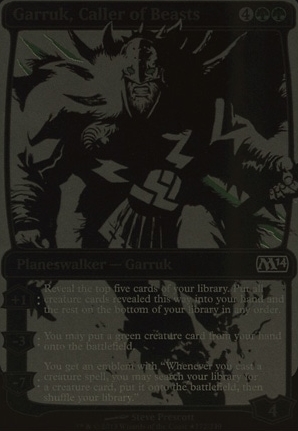 Garruk, Caller of Beasts 4
Planeswalker — Garruk M14
+1: Reveal the top five cards of your library. Put all
creature cards revealed this way into your hand and
the rest on the bottom of your library in any order.
-3: You may put a green creature card from your hand
onto the battlefield.
-7: You get an emblem with "Whenever you cast a
creature spell, you may search your library for
a creature card, put it onto the battlefield, then
shuffle your library."
4
Steve Prescott